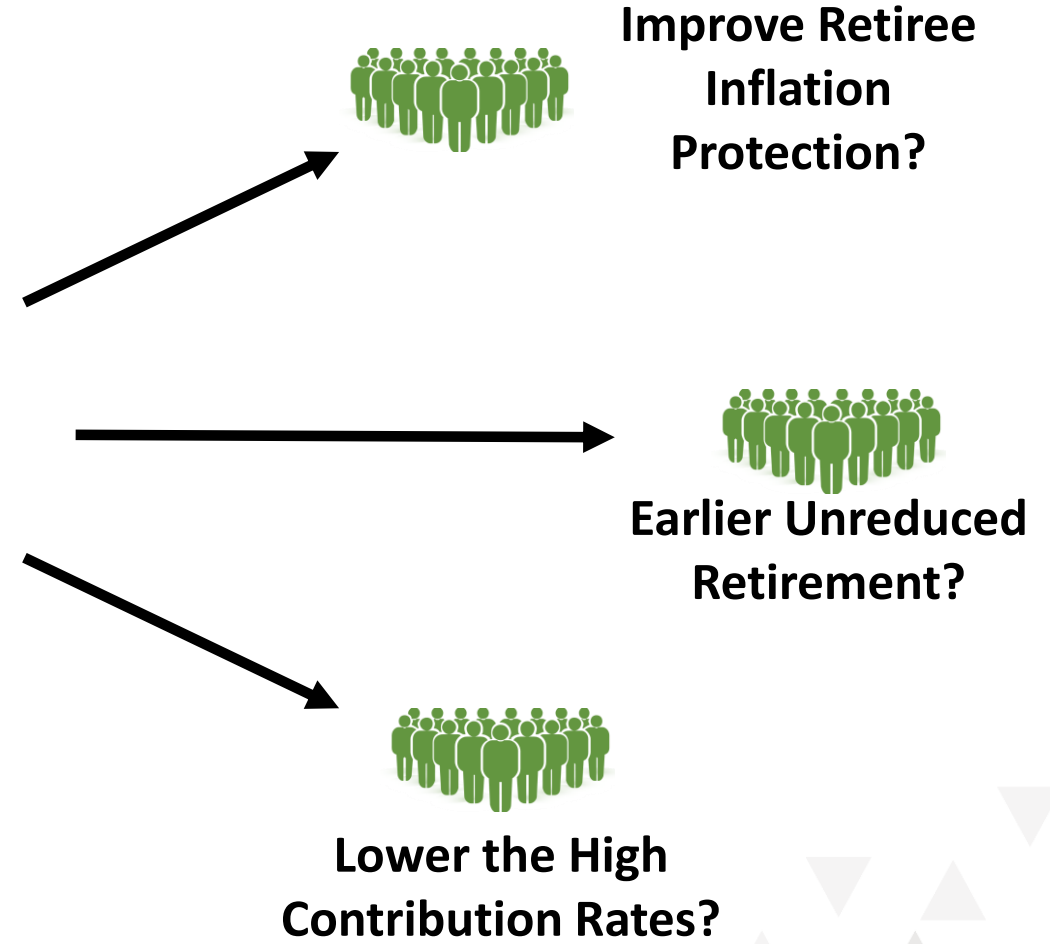 Improve Retiree
Inflation
Protection?
Earlier Unreduced
Retirement?
Lower the High
Contribution Rates?